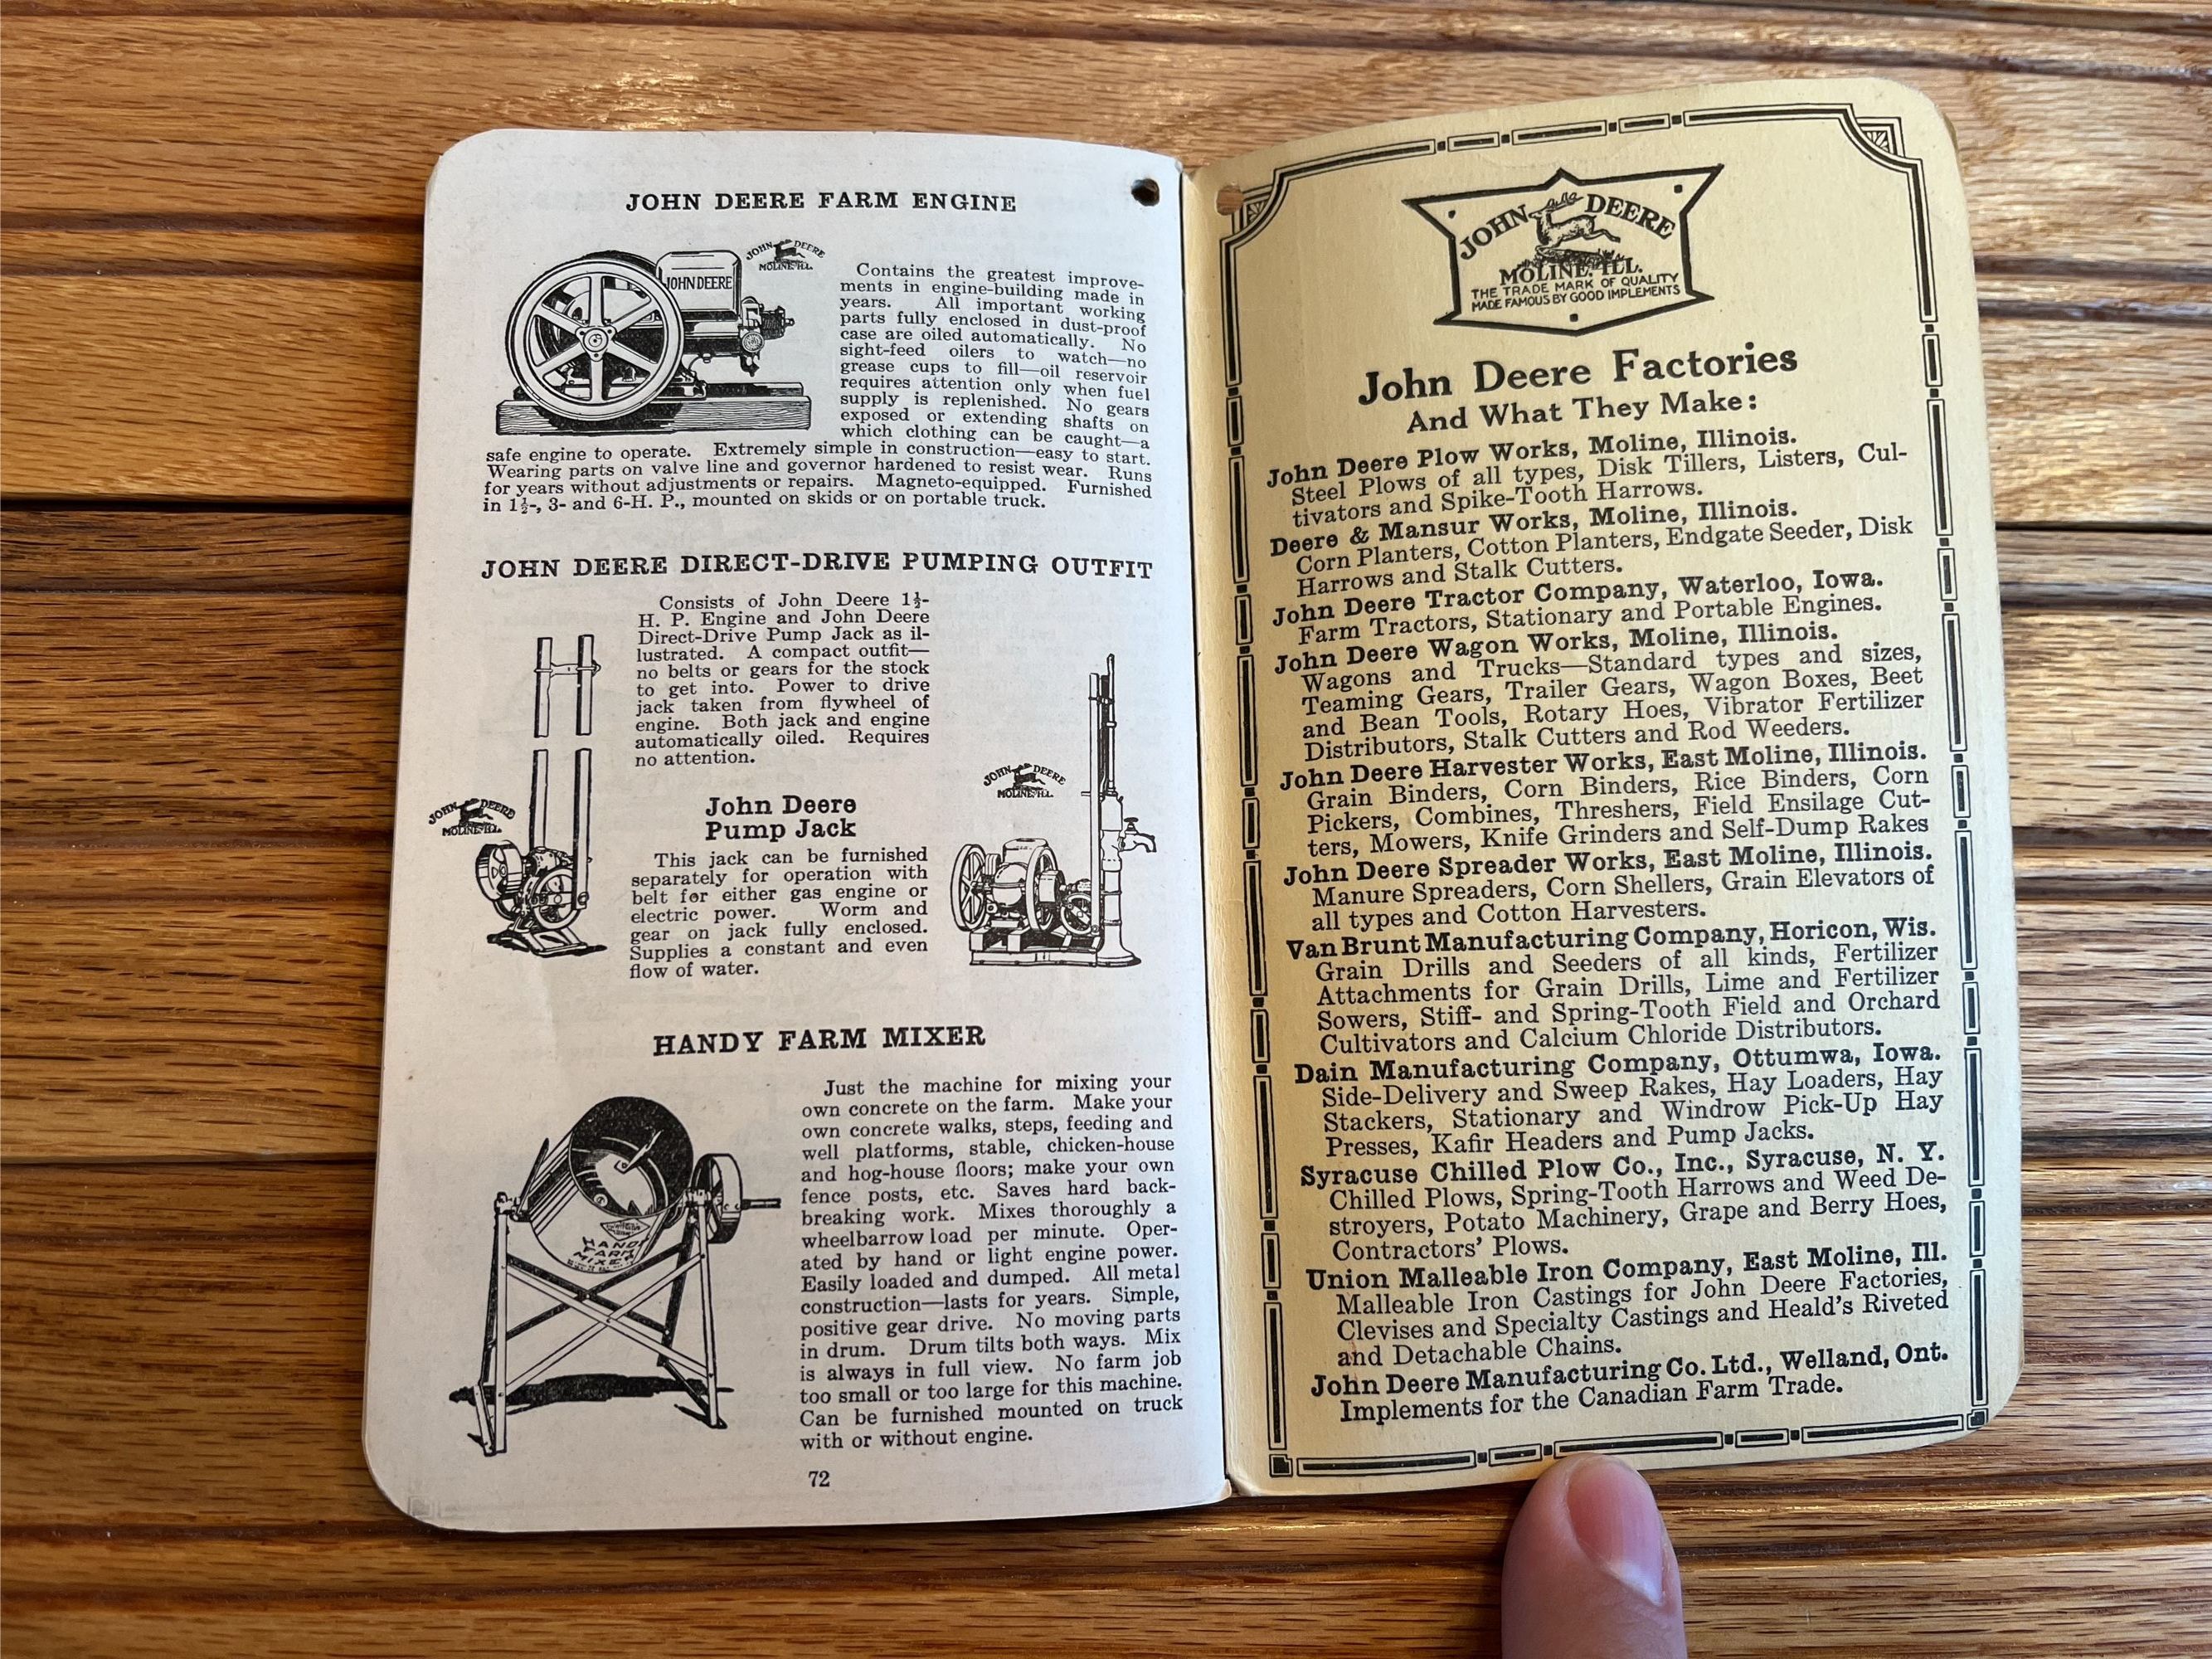 JOHN DEERE FARM ENGINE
JOHN DEERE
MOLINE, ILL.
JOHN DEERE
Contains the greatest improve-
ments in engine-building made in
years. All important working
parts fully enclosed in dust-proof
case are oiled automatically. No
sight-feed oilers to watch—no
grease cups to fill—oil reservoir
requires attention only when fuel
supply is replenished. No gears
exposed or extending shafts on
which clothing can be caught—a
safe engine to operate. Extremely simple in construction—easy to start.
Wearing parts on valve line and governor hardened to resist wear. Runs
for years without adjustments or repairs. Magneto-equipped. Furnished
in 1½-, 3- and 6-H. P., mounted on skids or on portable truck.
JOHN DEERE DIRECT-DRIVE PUMPING OUTFIT
Consists of John Deere 1½-
H. P. Engine and John Deere
Direct-Drive Pump Jack as il-
lustrated. A compact outfit—
no belts or gears for the stock
to get into. Power to drive
jack taken from flywheel of
engine. Both jack and engine
automatically oiled. Requires
no attention.
JOHN DEERE
MOLINE, ILL.
JOHN DEERE
MOLINE, ILL.
John Deere
Pump Jack
This jack can be furnished
separately for operation with
belt for either gas engine or
electric power. Worm and
gear on jack fully enclosed.
Supplies a constant and even
flow of water.
HANDY FARM MIXER
HANDY
FARM
MIXER
Just the machine for mixing your
own concrete on the farm. Make your
own concrete walks, steps, feeding and
well platforms, stable, chicken-house
and hog-house floors; make your own
fence posts, etc. Saves hard back-
breaking work. Mixes thoroughly a
wheelbarrow load per minute. Oper-
ated by hand or light engine power.
Easily loaded and dumped. All metal
construction—lasts for years. Simple,
positive gear drive. No moving parts
in drum. Drum tilts both ways. Mix
is always in full view. No farm job
too small or too large for this machine.
Can be furnished mounted on truck
with or without engine.
72
JOHN DEERE
MOLINE, ILL.
THE TRADE MARK OF QUALITY
MADE FAMOUS BY GOOD IMPLEMENTS
John Deere Factories
And What They Make:
John Deere Plow Works, Moline, Illinois.
Steel Plows of all types, Disk Tillers, Listers, Cul-
tivators and Spike-Tooth Harrows.
Deere & Mansur Works, Moline, Illinois.
Corn Planters, Cotton Planters, Endgate Seeder, Disk
Harrows and Stalk Cutters.
John Deere Tractor Company, Waterloo, Iowa.
Farm Tractors, Stationary and Portable Engines.
John Deere Wagon Works, Moline, Illinois.
Wagons and Trucks—Standard types and sizes,
Teaming Gears, Trailer Gears, Wagon Boxes, Beet
and Bean Tools, Rotary Hoes, Vibrator Fertilizer
Distributors, Stalk Cutters and Rod Weeders.
John Deere Harvester Works, East Moline, Illinois.
Grain Binders, Corn Binders, Rice Binders, Corn
Pickers, Combines, Threshers, Field Ensilage Cut-
ters, Mowers, Knife Grinders and Self-Dump Rakes
John Deere Spreader Works, East Moline, Illinois.
Manure Spreaders, Corn Shellers, Grain Elevators of
all types and Cotton Harvesters.
Van Brunt Manufacturing Company, Horicon, Wis.
Grain Drills and Seeders of all kinds, Fertilizer
Attachments for Grain Drills, Lime and Fertilizer
Sowers, Stiff- and Spring-Tooth Field and Orchard
Cultivators and Calcium Chloride Distributors.
Dain Manufacturing Company, Ottumwa, Iowa.
Side-Delivery and Sweep Rakes, Hay Loaders, Hay
Stackers, Stationary and Windrow Pick-Up Hay
Presses, Kafir Headers and Pump Jacks.
Syracuse Chilled Plow Co., Inc., Syracuse, N. Y.
Chilled Plows, Spring-Tooth Harrows and Weed De-
stroyers, Potato Machinery, Grape and Berry Hoes,
Contractors' Plows.
Union Malleable Iron Company, East Moline, Ill.
Malleable Iron Castings for John Deere Factories,
Clevises and Specialty Castings and Heald's Riveted
and Detachable Chains.
John Deere Manufacturing Co. Ltd., Welland, Ont.
Implements for the Canadian Farm Trade.